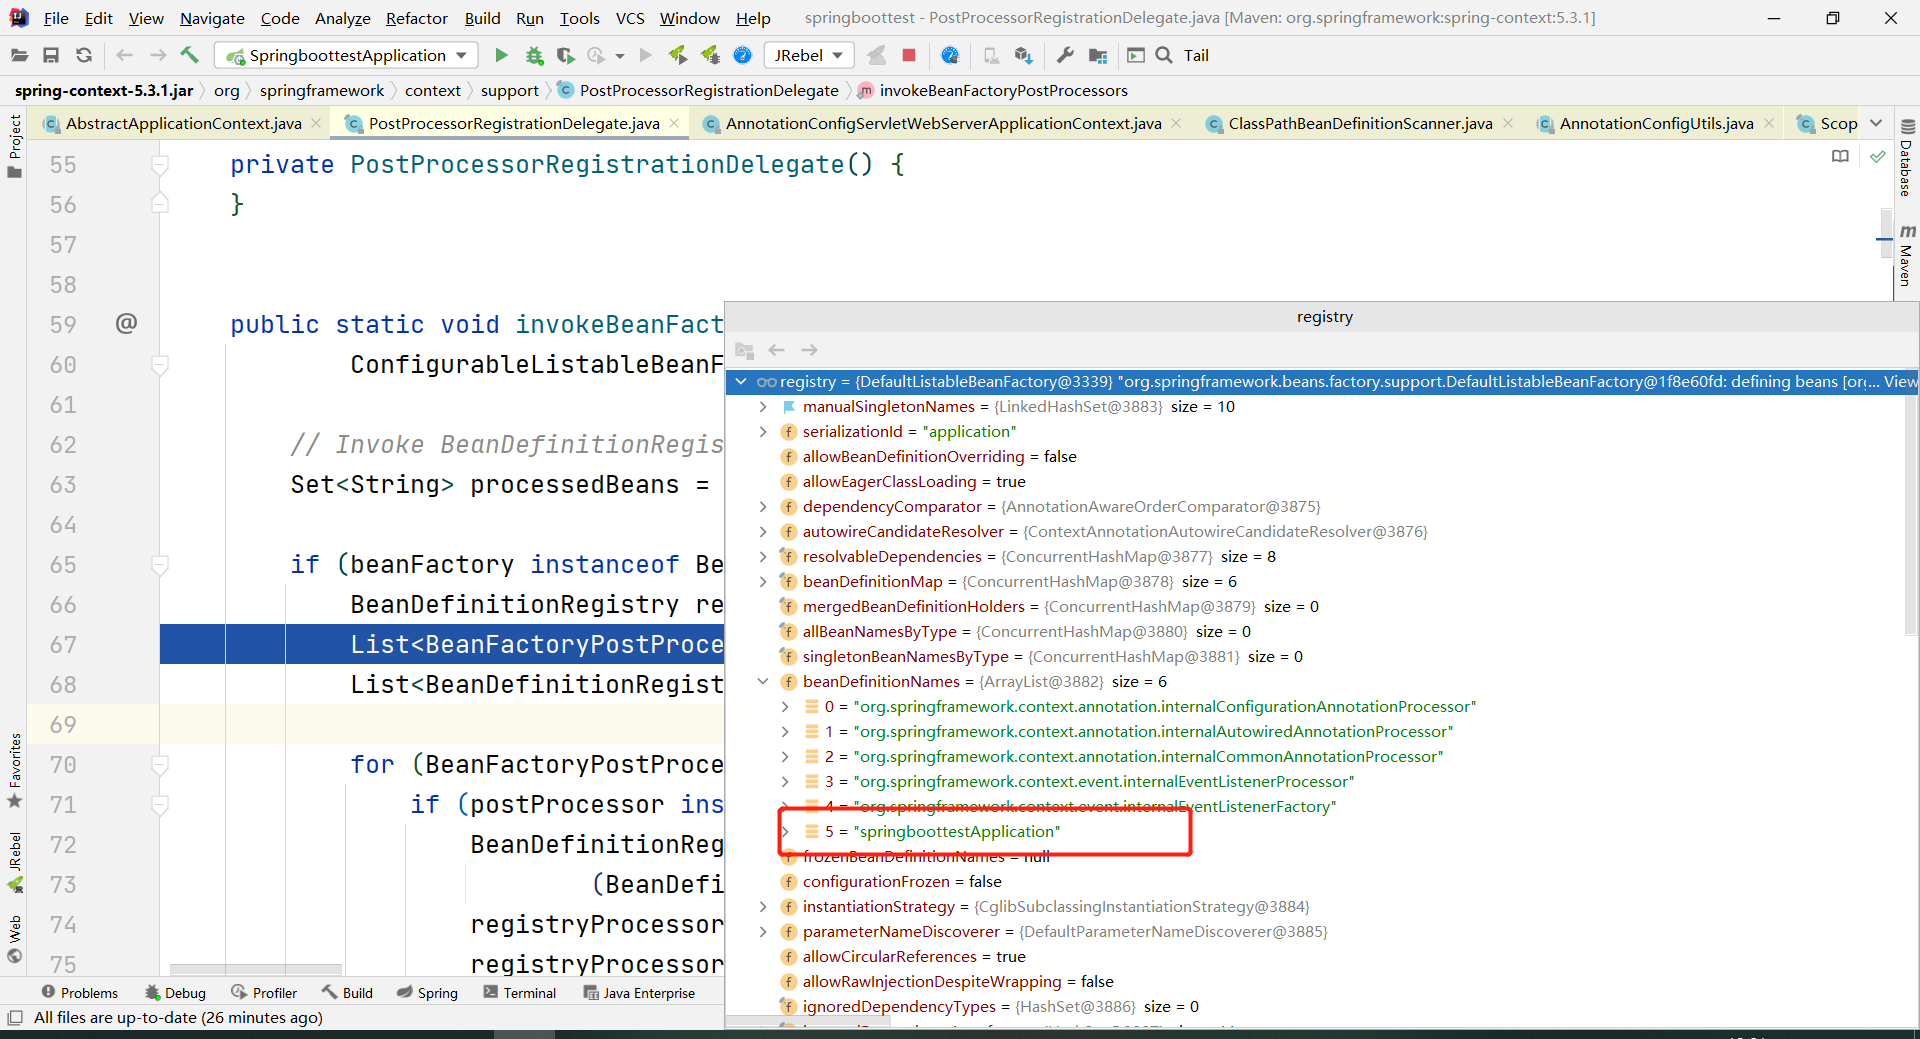 File Edit View Navigate Code Analyze Refactor Build Run Tools VCS Window Help springboottest - PostProcessorRegistrationDelegate.java [Maven: org.springframework:spring-context:5.3.1]
SpringboottestApplication JRebel Tail
spring-context-5.3.1.jar org springframework context support PostProcessorRegistrationDelegate invokeBeanFactoryPostProcessors
AbstractApplicationContext.java PostProcessorRegistrationDelegate.java AnnotationConfigServletWebServerApplicationContext.java ClassPathBeanDefinitionScanner.java AnnotationConfigUtils.java Scop
Project
Favorites
JRebel
Web
Database
Maven
55 private PostProcessorRegistrationDelegate() {
56 }
57
58
59 @ public static void invokeBeanFact
60 ConfigurableListableBeanF
61
62 // Invoke BeanDefinitionRegis
63 Set<String> processedBeans =
64
65 if (beanFactory instanceof Be
66 BeanDefinitionRegistry re
67 List<BeanFactoryPostProce
68 List<BeanDefinitionRegist
69
70 for (BeanFactoryPostProce
71 if (postProcessor ins
72 BeanDefinitionReg
73 (BeanDefi
74 registryProcessor
75 registryProcessor
registry
registry = {DefaultListableBeanFactory@3339} "org.springframework.beans.factory.support.DefaultListableBeanFactory@1f8e60fd: defining beans [org... View
manualSingletonNames = {LinkedHashSet@3883} size = 10
serializationId = "application"
allowBeanDefinitionOverriding = false
allowEagerClassLoading = true
dependencyComparator = {AnnotationAwareOrderComparator@3875}
autowireCandidateResolver = {ContextAnnotationAutowireCandidateResolver@3876}
resolvableDependencies = {ConcurrentHashMap@3877} size = 8
beanDefinitionMap = {ConcurrentHashMap@3878} size = 6
mergedBeanDefinitionHolders = {ConcurrentHashMap@3879} size = 0
allBeanNamesByType = {ConcurrentHashMap@3880} size = 0
singletonBeanNamesByType = {ConcurrentHashMap@3881} size = 0
beanDefinitionNames = {ArrayList@3882} size = 6
0 = "org.springframework.context.annotation.internalConfigurationAnnotationProcessor"
1 = "org.springframework.context.annotation.internalAutowiredAnnotationProcessor"
2 = "org.springframework.context.annotation.internalCommonAnnotationProcessor"
3 = "org.springframework.context.event.internalEventListenerProcessor"
4 = "org.springframework.context.event.internalEventListenerFactory"
5 = "springboottestApplication"
frozenBeanDefinitionNames = null
configurationFrozen = false
instantiationStrategy = {CglibSubclassingInstantiationStrategy@3884}
parameterNameDiscoverer = {DefaultParameterNameDiscoverer@3885}
allowCircularReferences = true
allowRawInjectionDespiteWrapping = false
ignoredDependencyTypes = {HashSet@3886} size = 0
Problems Debug Profiler Build Spring Terminal Java Enterprise
All files are up-to-date (26 minutes ago)